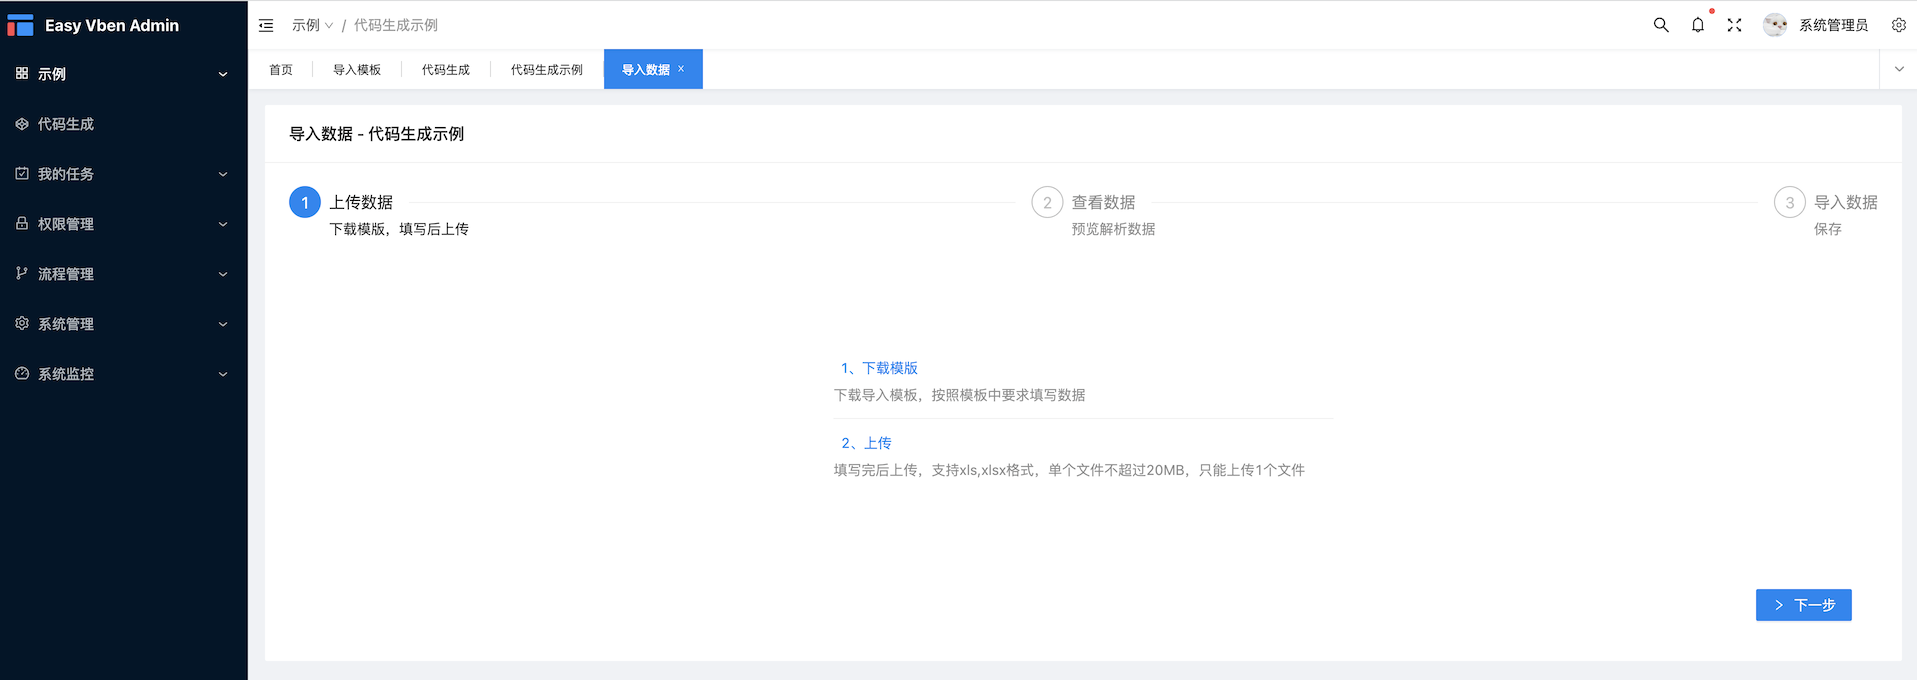 Easy Vben Admin
示例 / 代码生成示例
系统管理员
首页 导入模板 代码生成 代码生成示例 导入数据 ×
示例
代码生成
我的任务
权限管理
流程管理
系统管理
系统监控
导入数据 - 代码生成示例
1 上传数据
下载模版，填写后上传
2 查看数据
预览解析数据
3 导入数据
保存
1、下载模版
下载导入模板，按照模板中要求填写数据
2、上传
填写完后上传，支持xls,xlsx格式，单个文件不超过20MB，只能上传1个文件
下一步